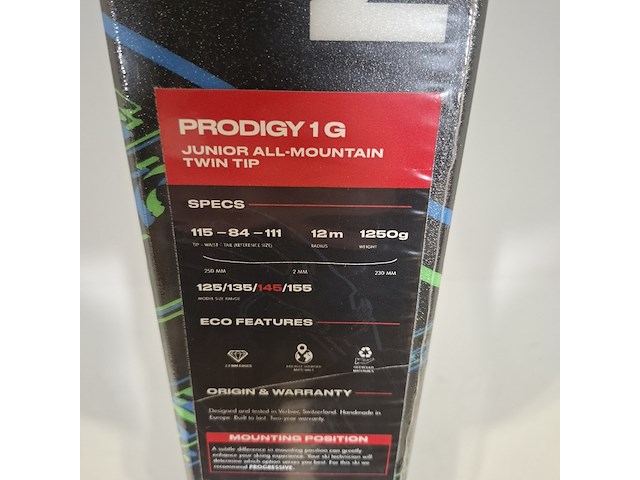 PRODIGY 1 G
JUNIOR ALL-MOUNTAIN
TWIN TIP
SPECS
115 – 84 – 111 12 m 1250g
TIP - WAIST - TAIL (REFERENCE SIZE) RADIUS WEIGHT
250 MM 2 MM 220 MM
125/135/145/155
MODEL SIZE RANGE
ECO FEATURES
MATERIALS
ORIGIN & WARRANTY
Designed and tested in Verbier, Switzerland. Handmade in
Europe. Built to last. Two-year warranty.
MOUNTING POSITION
A subtle difference in mounting position can greatly
enhance your skiing experience. Your ski technician will
determine which option serves you best. For this ski we
recommend PROGRESSIVE.